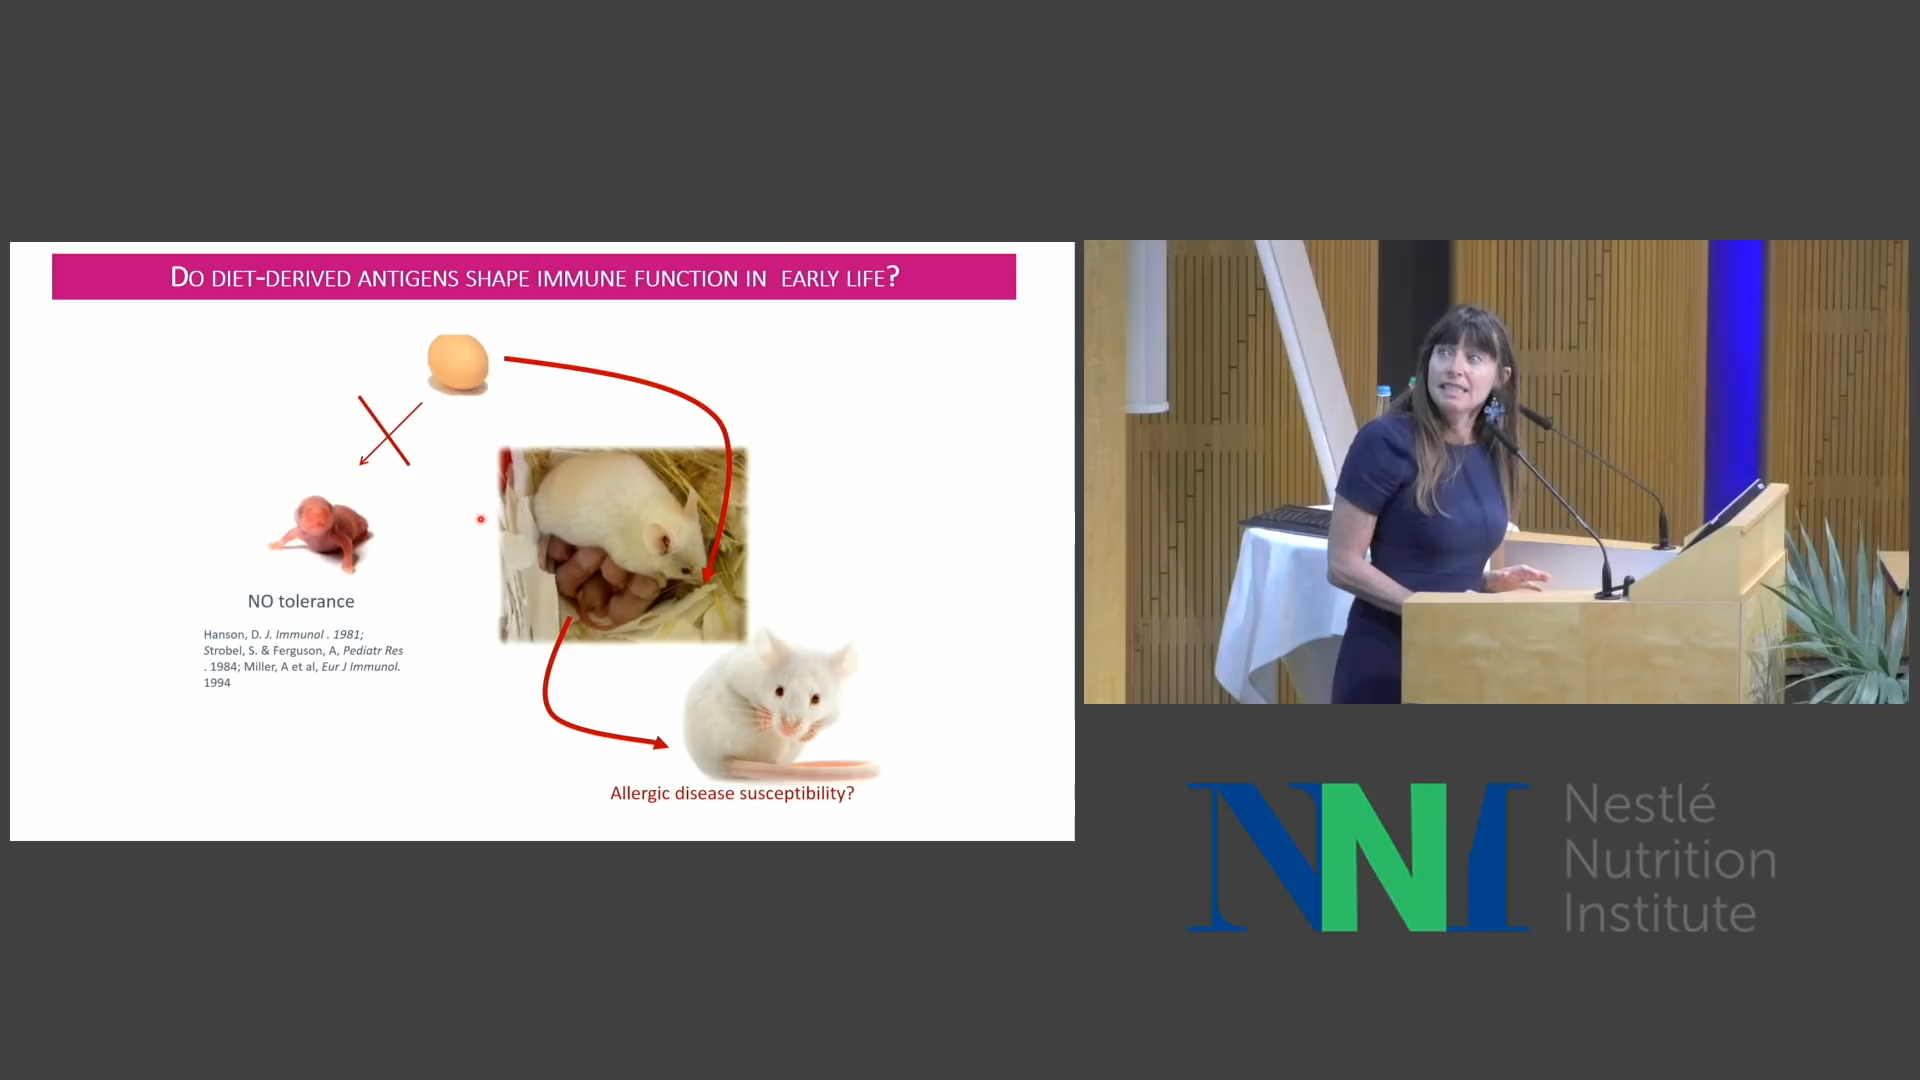 DO DIET-DERIVED ANTIGENS SHAPE IMMUNE FUNCTION IN EARLY LIFE?
NO tolerance
Hanson, D. J. Immunol . 1981;
Strobel, S. & Ferguson, A, Pediatr Res
. 1984; Miller, A et al, Eur J Immunol.
1994
Allergic disease susceptibility?
NNI
Nestlé
Nutrition
Institute